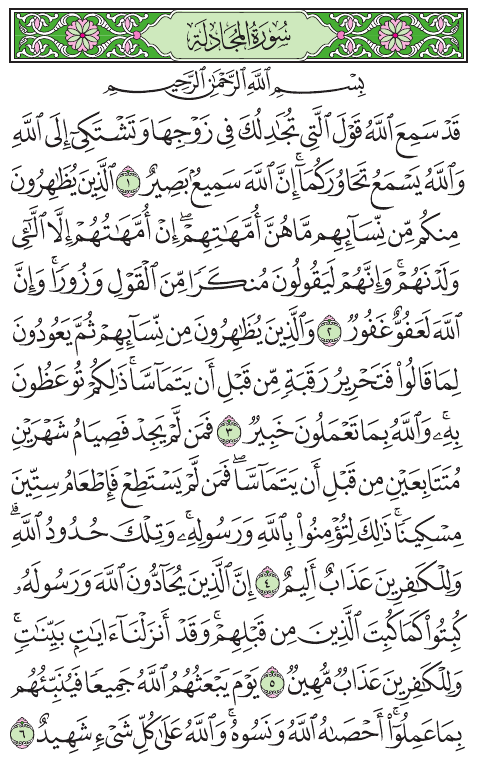 سُورَةُ المُجَادلَةِ
بِسْمِ ٱللَّهِ ٱلرَّحْمَٰنِ ٱلرَّحِيمِ
قَدْ سَمِعَ ٱللَّهُ قَوْلَ ٱلَّتِى تُجَٰدِلُكَ فِى زَوْجِهَا وَتَشْتَكِىٓ إِلَى ٱللَّهِ
وَٱللَّهُ يَسْمَعُ تَحَاوُرَكُمَآۚ إِنَّ ٱللَّهَ سَمِيعُۢ بَصِيرٌ ١ ٱلَّذِينَ يُظَٰهِرُونَ
مِنكُم مِّن نِّسَآئِهِم مَّا هُنَّ أُمَّهَٰتِهِمْۖ إِنْ أُمَّهَٰتُهُمْ إِلَّا ٱلَّٰٓـِٔى
وَلَدْنَهُمْۚ وَإِنَّهُمْ لَيَقُولُونَ مُنكَرًا مِّنَ ٱلْقَوْلِ وَزُورًاۚ وَإِنَّ
ٱللَّهَ لَعَفُوٌّ غَفُورٌ ٢ وَٱلَّذِينَ يُظَٰهِرُونَ مِن نِّسَآئِهِمْ ثُمَّ يَعُودُونَ
لِمَا قَالُوا۟ فَتَحْرِيرُ رَقَبَةٍ مِّن قَبْلِ أَن يَتَمَآسَّاۚ ذَٰلِكُمْ تُوعَظُونَ
بِهِۦۚ وَٱللَّهُ بِمَا تَعْمَلُونَ خَبِيرٌ ٣ فَمَن لَّمْ يَجِدْ فَصِيَامُ شَهْرَيْنِ
مُتَتَابِعَيْنِ مِن قَبْلِ أَن يَتَمَآسَّاۖ فَمَن لَّمْ يَسْتَطِعْ فَإِطْعَامُ سِتِّينَ
مِسْكِينًاۚ ذَٰلِكَ لِتُؤْمِنُوا۟ بِٱللَّهِ وَرَسُولِهِۦۚ وَتِلْكَ حُدُودُ ٱللَّهِۗ
وَلِلْكَٰفِرِينَ عَذَابٌ أَلِيمٌ ٤ إِنَّ ٱلَّذِينَ يُحَآدُّونَ ٱللَّهَ وَرَسُولَهُۥ
كُبِتُوا۟ كَمَا كُبِتَ ٱلَّذِينَ مِن قَبْلِهِمْۚ وَقَدْ أَنزَلْنَآ ءَايَٰتٍۭ بَيِّنَٰتٍۚ
وَلِلْكَٰفِرِينَ عَذَابٌ مُّهِينٌ ٥ يَوْمَ يَبْعَثُهُمُ ٱللَّهُ جَمِيعًا فَيُنَبِّئُهُم
بِمَا عَمِلُوٓا۟ۚ أَحْصَىٰهُ ٱللَّهُ وَنَسُوهُۚ وَٱللَّهُ عَلَىٰ كُلِّ شَىْءٍ شَهِيدٌ ٦